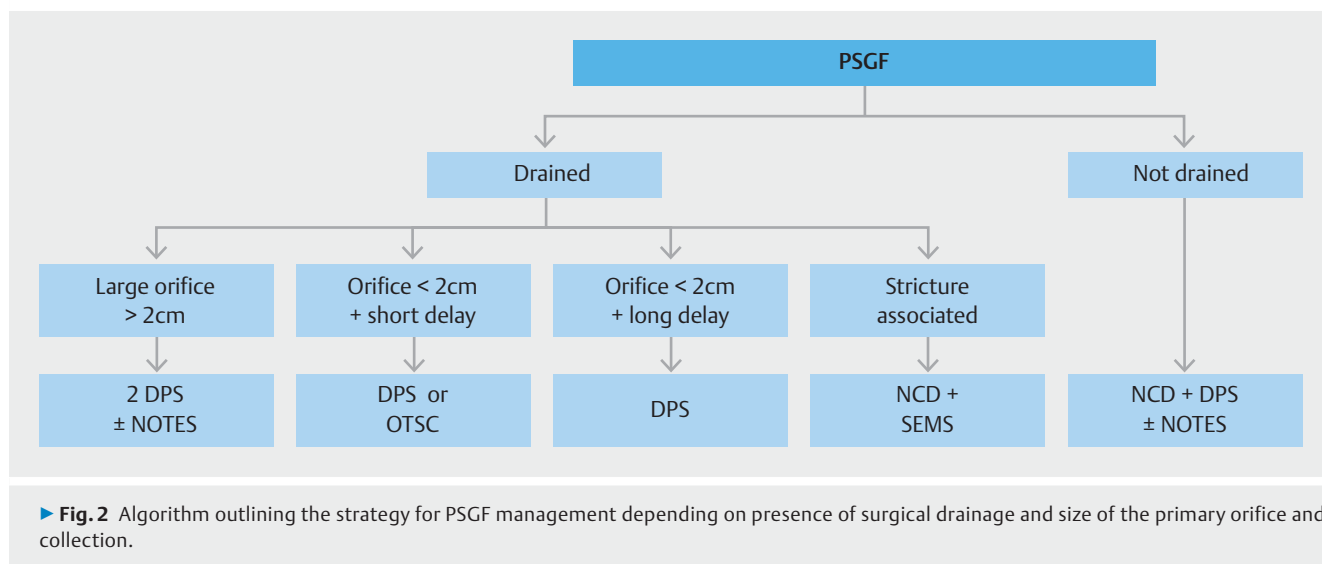 PSGF
Drained
Not drained
Large orifice
> 2cm
Orifice < 2cm
+ short delay
Orifice < 2cm
+ long delay
Stricture
associated
2 DPS
± NOTES
DPS or
OTSC
DPS
NCD +
SEMS
NCD + DPS
± NOTES
► Fig. 2 Algorithm outlining the strategy for PSGF management depending on presence of surgical drainage and size of the primary orifice and
collection.